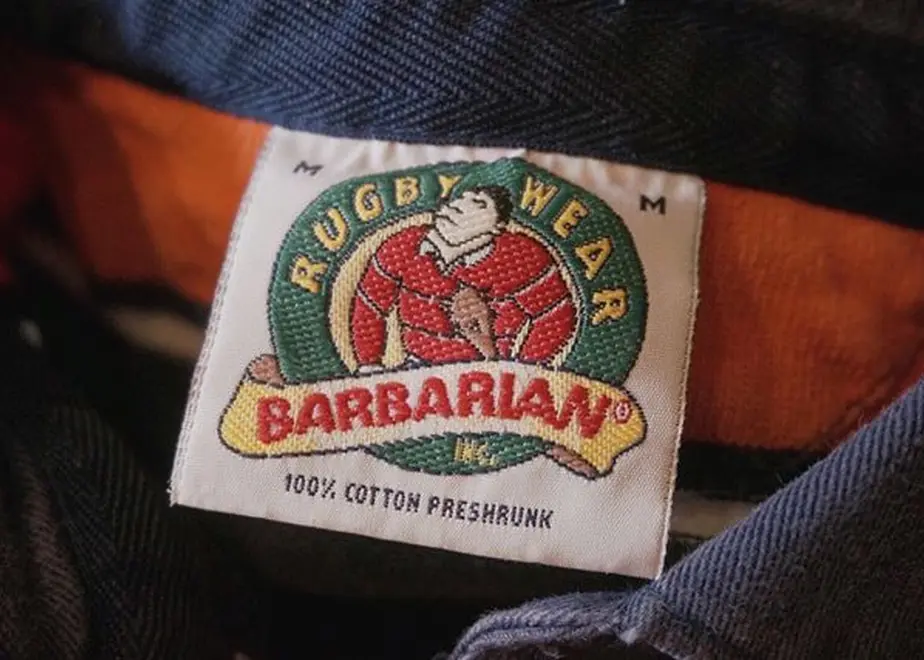 M M
RUGBY WEAR
BARBARIAN®
INC.
100% COTTON PRESHRUNK